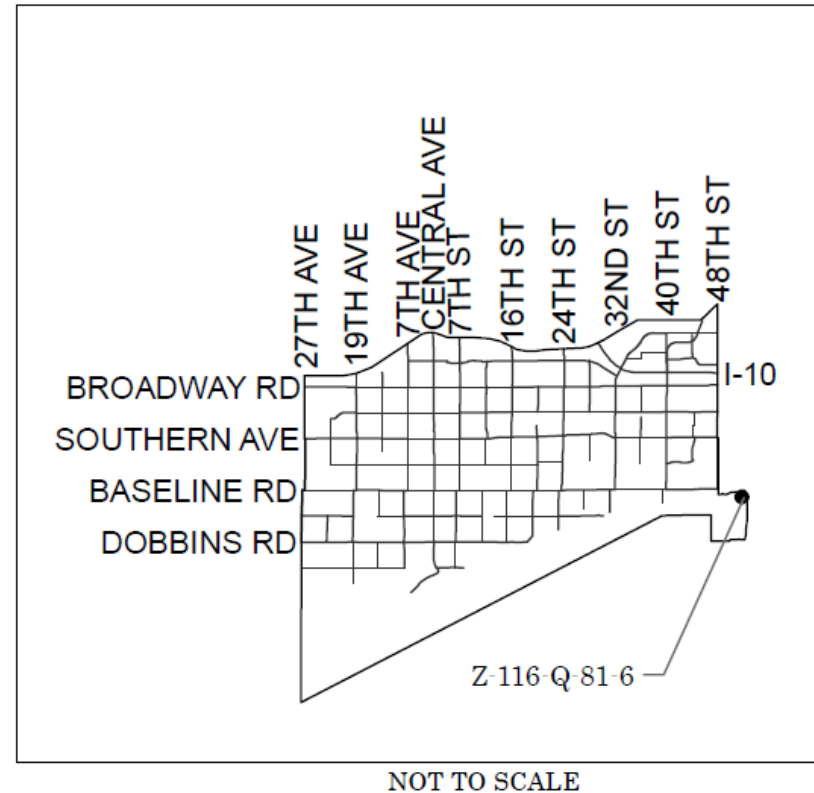 27TH AVE
19TH AVE
7TH AVE
CENTRAL AVE
7TH ST
16TH ST
24TH ST
32ND ST
40TH ST
48TH ST
I-10
BROADWAY RD
SOUTHERN AVE
BASELINE RD
DOBBINS RD
Z-116-Q-81-6
NOT TO SCALE